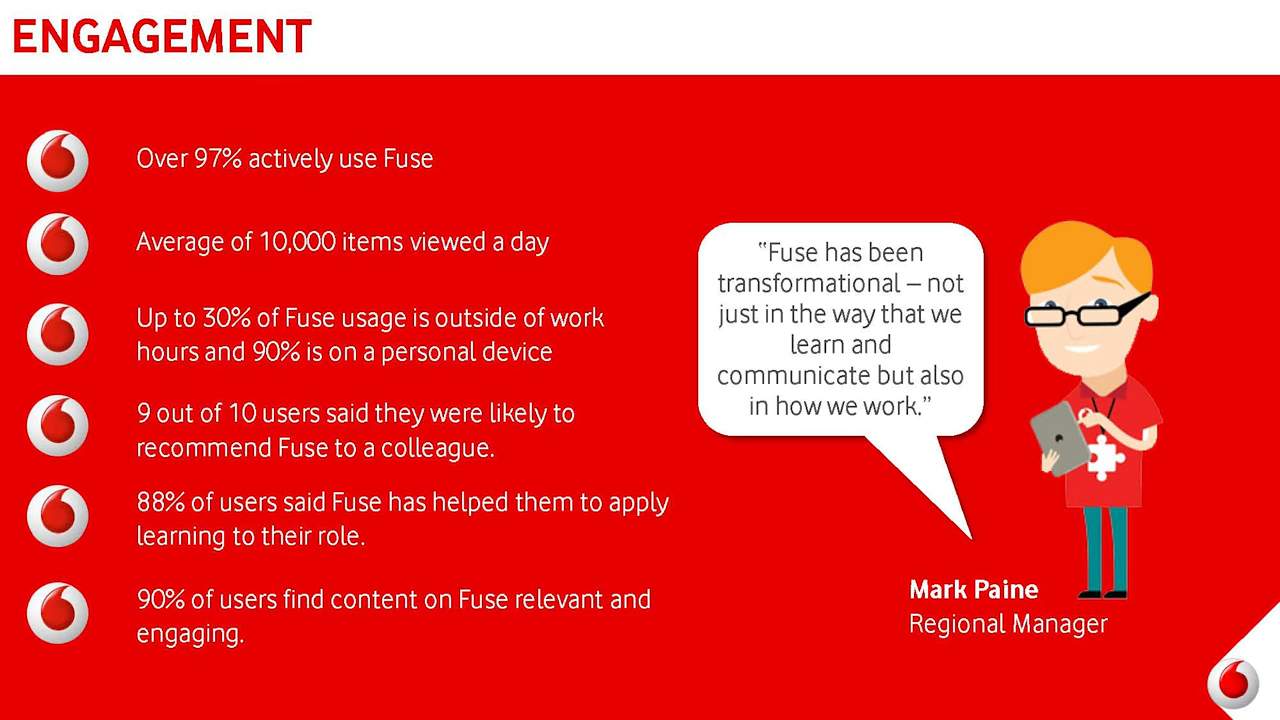 ENGAGEMENT
Over 97% actively use Fuse
Average of 10,000 items viewed a day
Up to 30% of Fuse usage is outside of work
hours and 90% is on a personal device
9 out of 10 users said they were likely to
recommend Fuse to a colleague.
88% of users said Fuse has helped them to apply
learning to their role.
90% of users find content on Fuse relevant and
engaging.
“Fuse has been
transformational – not
just in the way that we
learn and
communicate but also
in how we work.”
Mark Paine
Regional Manager